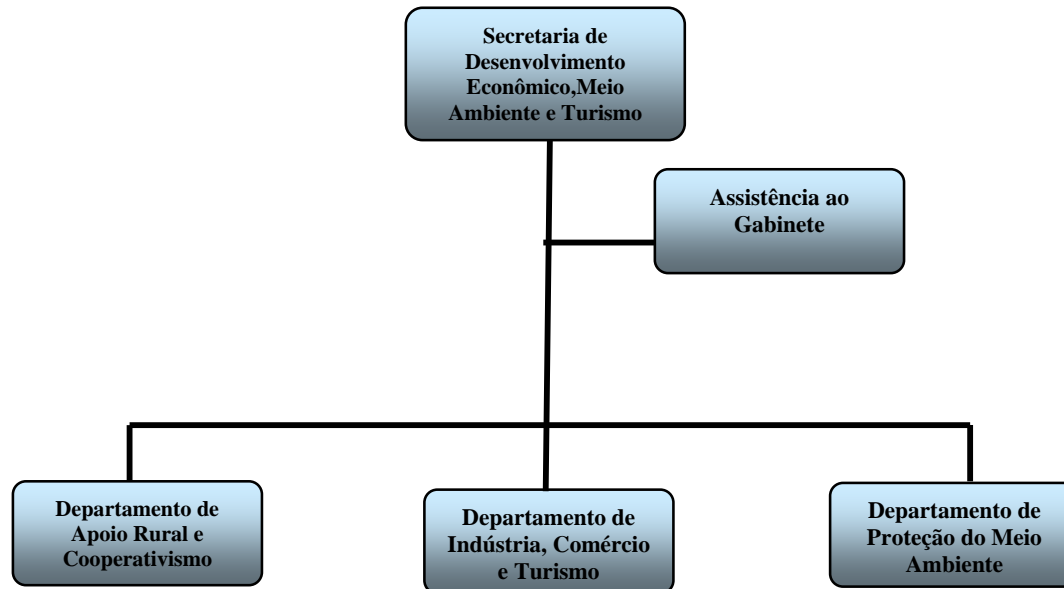 Secretaria de
Desenvolvimento
Econômico,Meio
Ambiente e Turismo
Assistência ao
Gabinete
Departamento de
Apoio Rural e
Cooperativismo
Departamento de
Indústria, Comércio
e Turismo
Departamento de
Proteção do Meio
Ambiente